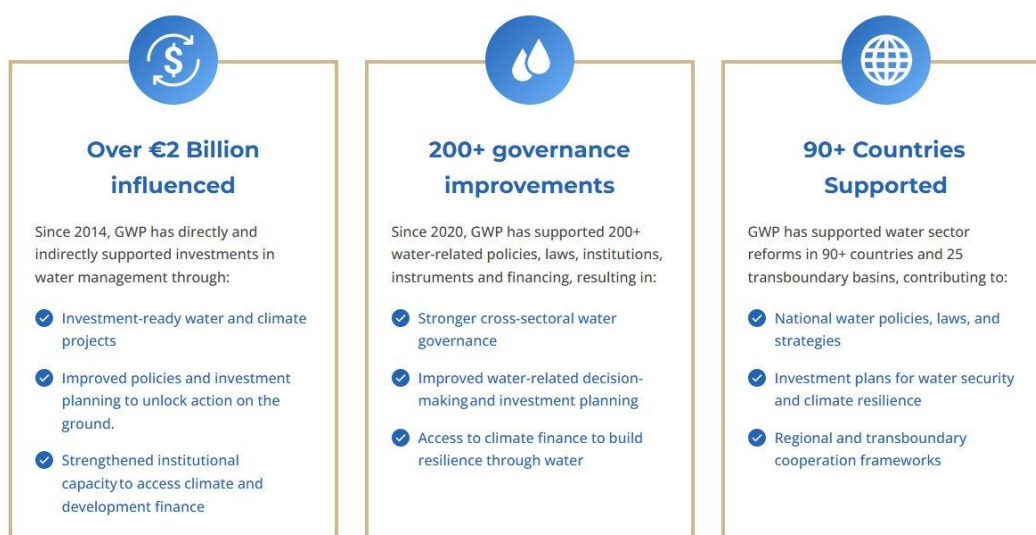 Over €2 Billion
influenced
Since 2014, GWP has directly and
indirectly supported investments in
water management through:
Investment-ready water and climate
projects
Improved policies and investment
planning to unlock action on the
ground.
Strengthened institutional
capacity to access climate and
development finance
200+ governance
improvements
Since 2020, GWP has supported 200+
water-related policies, laws, institutions,
instruments and financing, resulting in:
Stronger cross-sectoral water
governance
Improved water-related decision-
making and investment planning
Access to climate finance to build
resilience through water
90+ Countries
Supported
GWP has supported water sector
reforms in 90+ countries and 25
transboundary basins, contributing to:
National water policies, laws, and
strategies
Investment plans for water security
and climate resilience
Regional and transboundary
cooperation frameworks